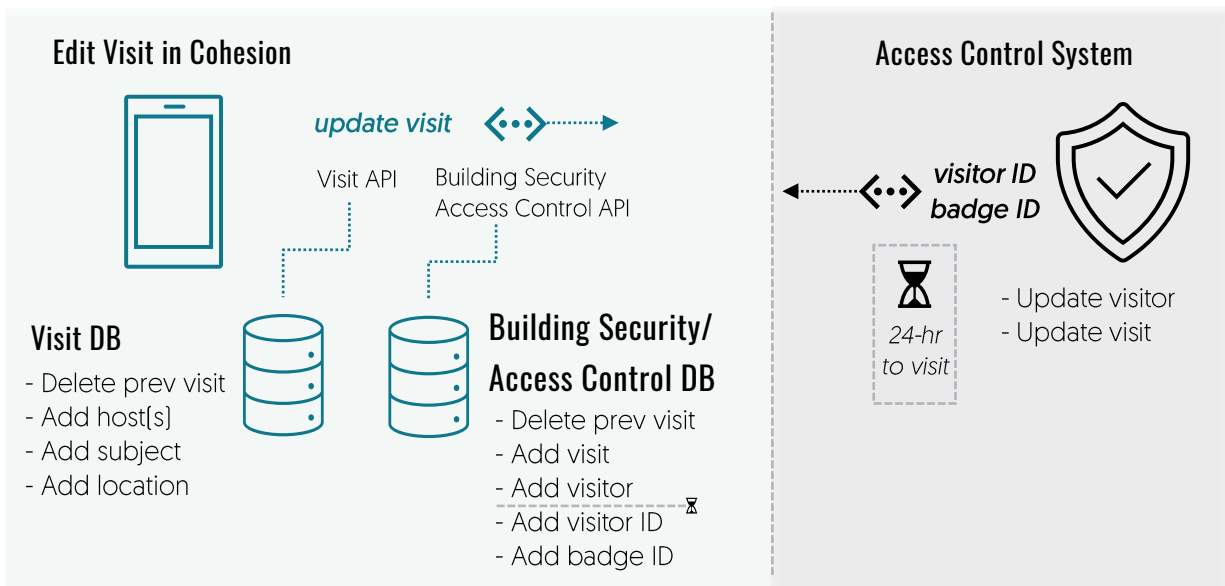 Edit Visit in Cohesion
update visit
Visit API
Building Security
Access Control API
Visit DB
- Delete prev visit
- Add host(s)
- Add subject
- Add location
Building Security/
Access Control DB
- Delete prev visit
- Add visit
- Add visitor
- Add visitor ID
- Add badge ID
Access Control System
visitor ID
badge ID
24-hr
to visit
- Update visitor
- Update visit